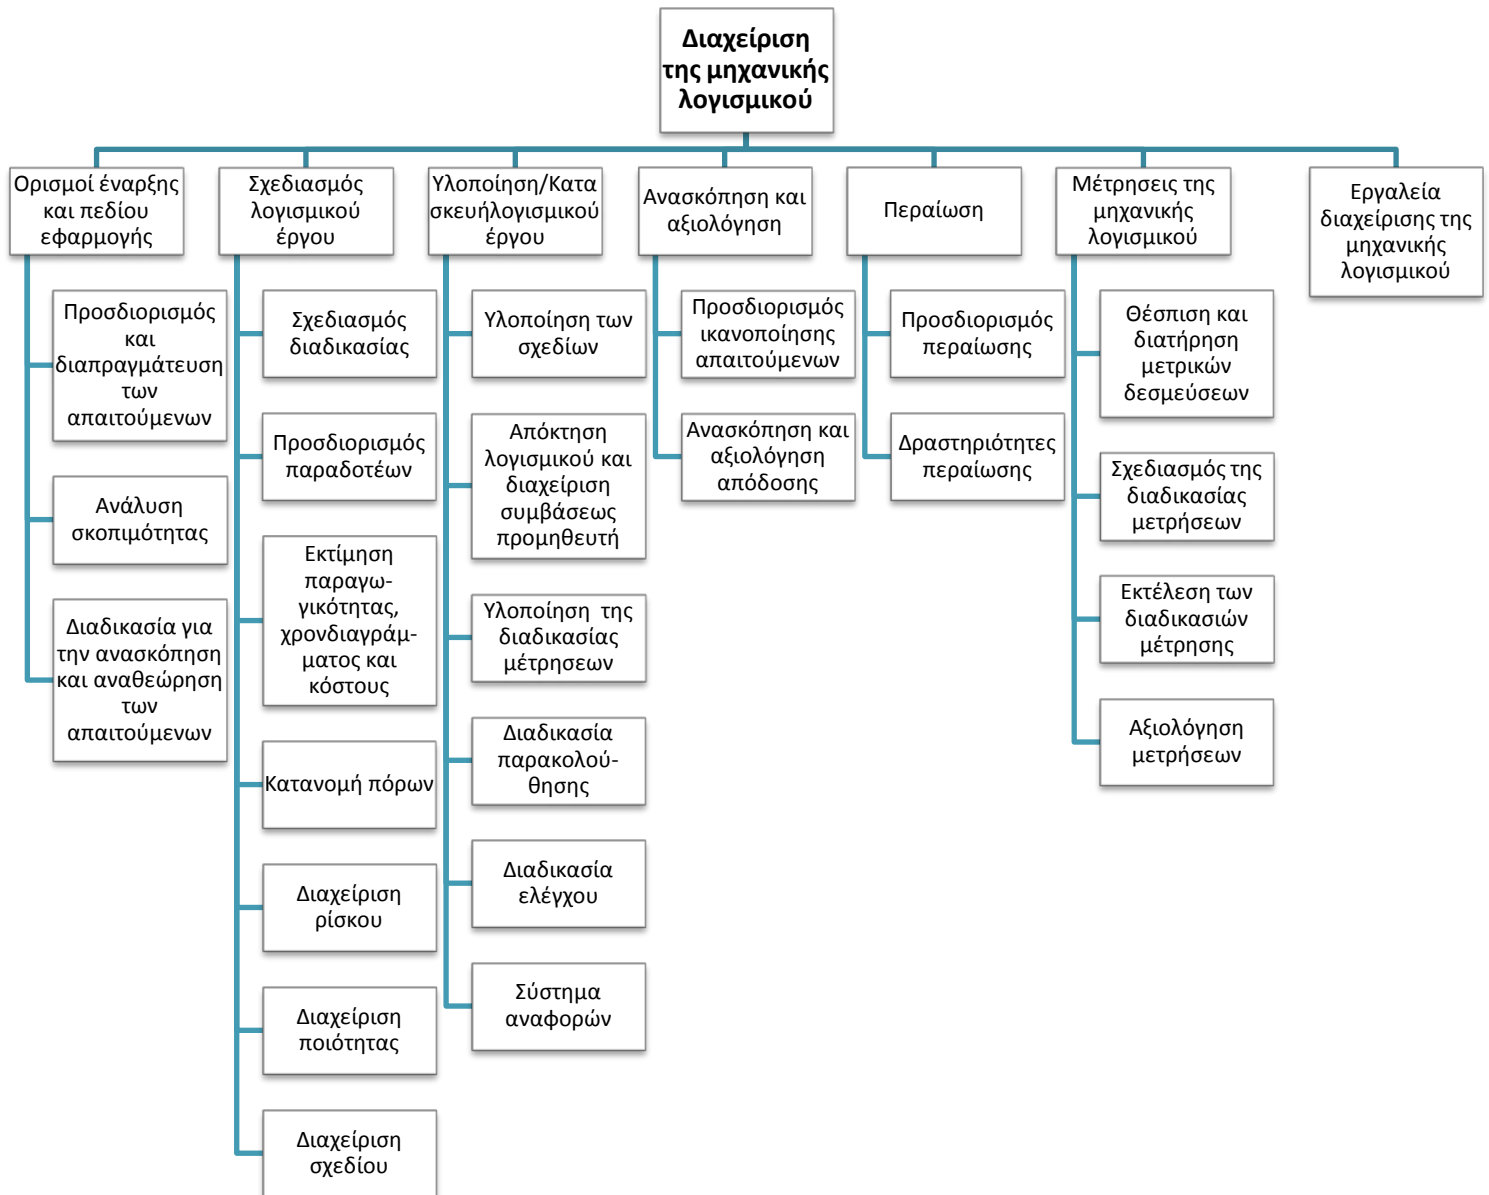 Διαχείριση
της μηχανικής
λογισμικού
Ορισμοί έναρξης
και πεδίου
εφαρμογής
Προσδιορισμός
και
διαπραγμάτευση
των
απαιτούμενων
Ανάλυση
σκοπιμότητας
Διαδικασία για
την ανασκόπηση
και αναθεώρηση
των
απαιτούμενων
Σχεδιασμός
λογισμικού
έργου
Σχεδιασμός
διαδικασίας
Προσδιορισμός
παραδοτέων
Εκτίμηση
παραγω-
γικότητας,
χρονδιαγράμ-
ματος και
κόστους
Κατανομή πόρων
Διαχείριση
ρίσκου
Διαχείριση
ποιότητας
Διαχείριση
σχεδίου
Υλοποίηση/Κατα
σκευήλογισμικού
έργου
Υλοποίηση των
σχεδίων
Απόκτηση
λογισμικού και
διαχείριση
συμβάσεως
προμηθευτή
Υλοποίηση  της
διαδικασίας
μέτρησεων
Διαδικασία
παρακολού-
θησης
Διαδικασία
ελέγχου
Σύστημα
αναφορών
Ανασκόπηση και
αξιολόγηση
Προσδιορισμός
ικανοποίησης
απαιτούμενων
Ανασκόπηση και
αξιολόγηση
απόδοσης
Περαίωση
Προσδιορισμός
περαίωσης
Δραστηριότητες
περαίωσης
Μέτρησεις της
μηχανικής
λογισμικού
Θέσπιση και
διατήρηση
μετρικών
δεσμεύσεων
Σχεδιασμός της
διαδικασίας
μετρήσεων
Εκτέλεση των
διαδικασιών
μέτρησης
Αξιολόγηση
μετρήσεων
Εργαλεία
διαχείρισης της
μηχανικής
λογισμικού